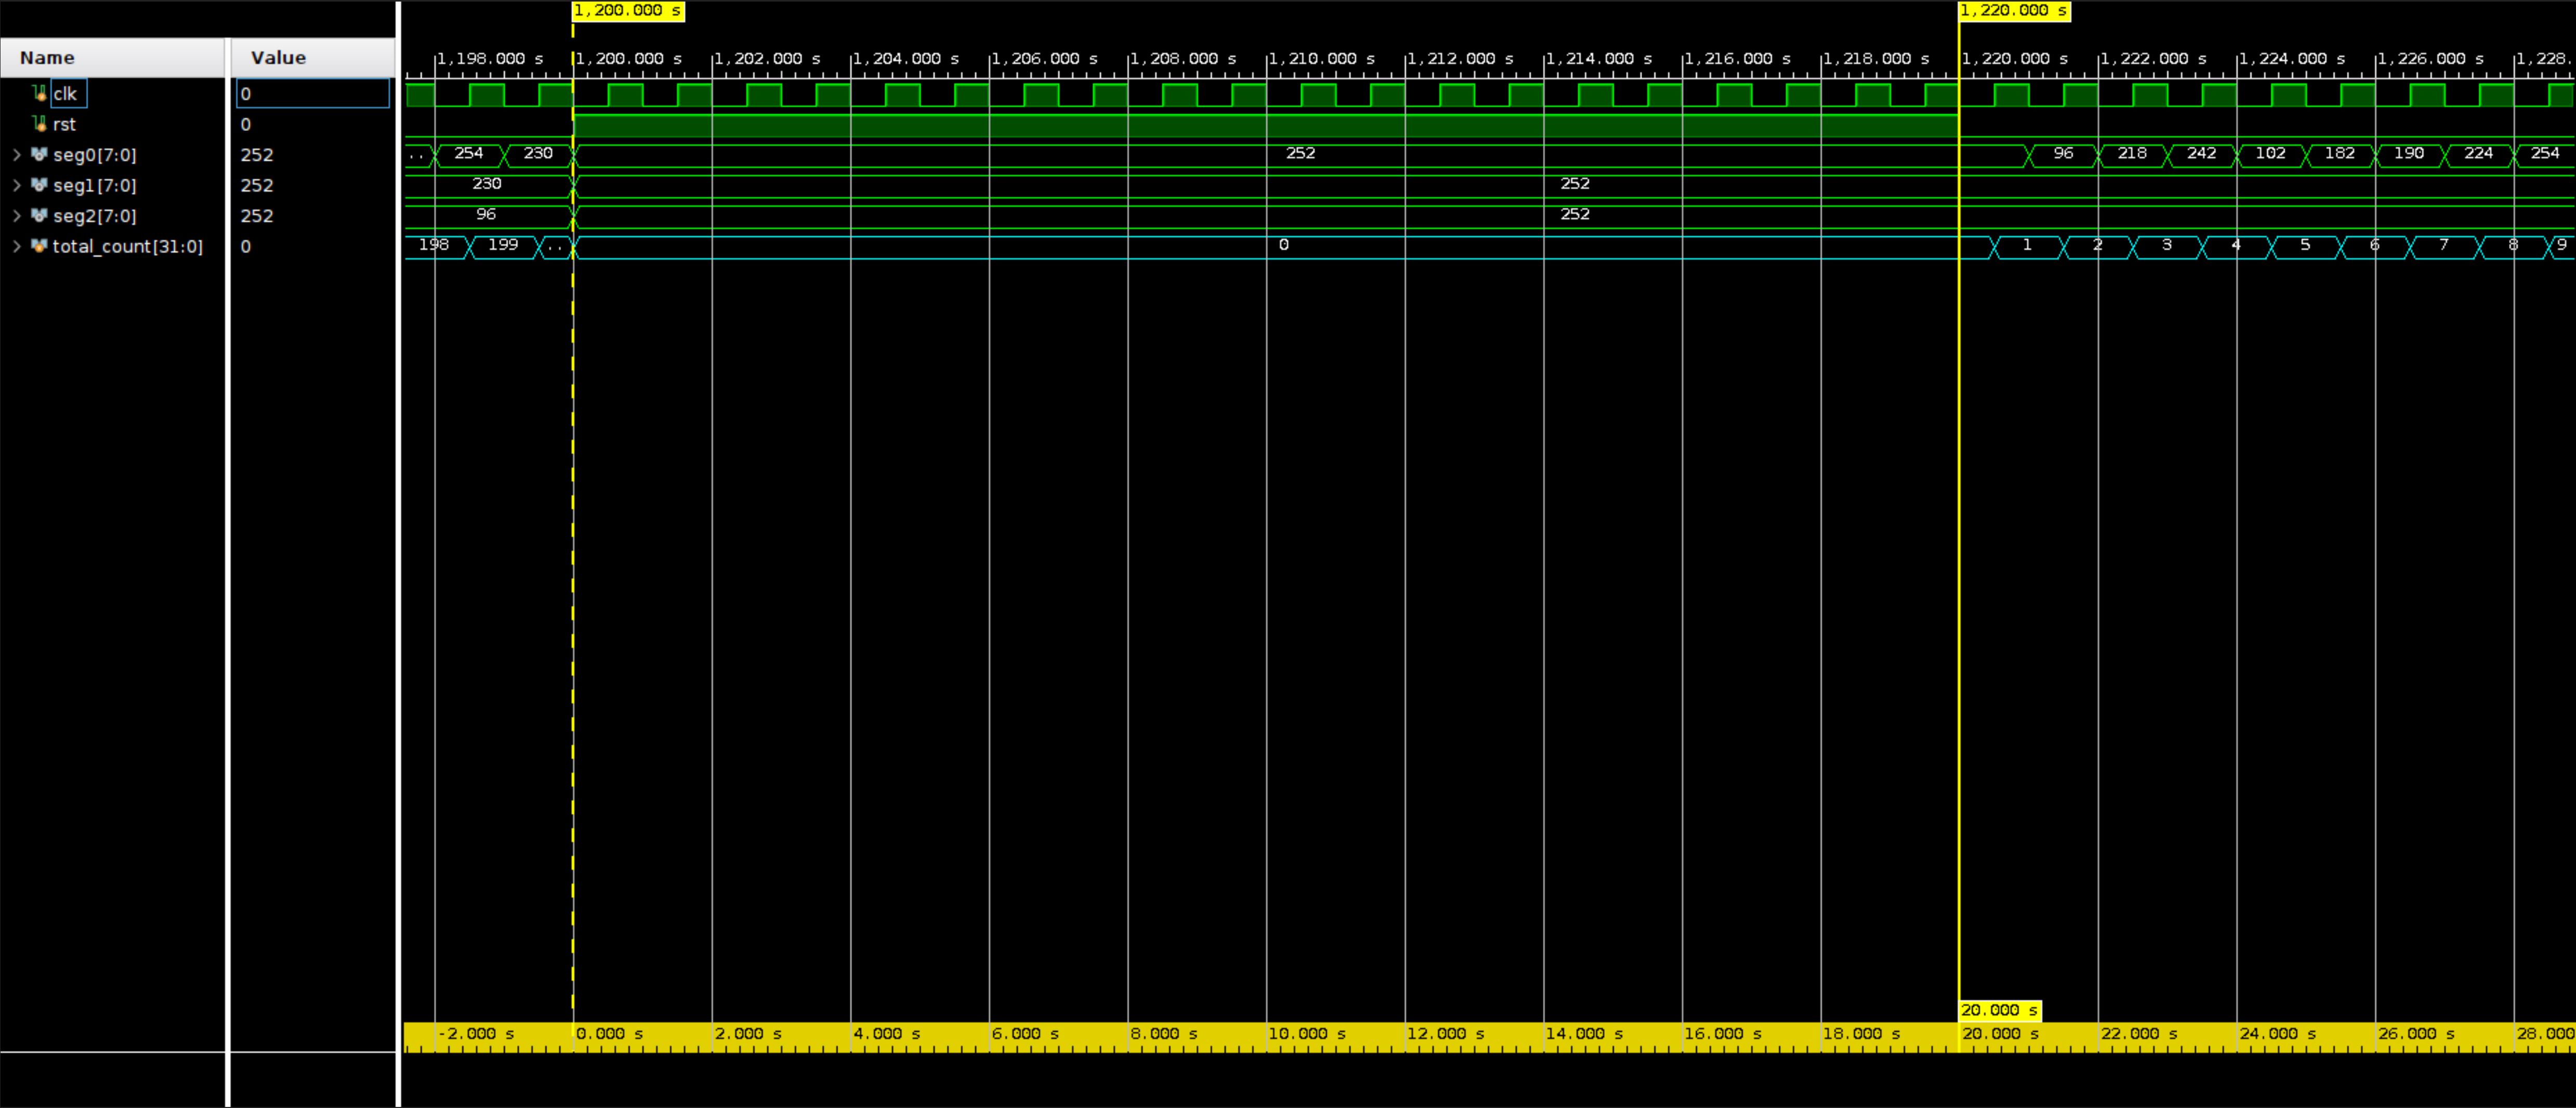 1,200.000 s 1,220.000 s
Name Value
1,198.000 s 1,200.000 s 1,202.000 s 1,204.000 s 1,206.000 s 1,208.000 s 1,210.000 s 1,212.000 s 1,214.000 s 1,216.000 s 1,218.000 s 1,220.000 s 1,222.000 s 1,224.000 s 1,226.000 s 1,228.
clk 0
rst 0
seg0[7:0] 252 .. 254 230 252 96 218 242 102 182 190 224 254
seg1[7:0] 252 230 252
seg2[7:0] 252 96 252
total_count[31:0] 0 198 199 .. 0 1 2 3 4 5 6 7 8 9
20.000 s
-2.000 s 0.000 s 2.000 s 4.000 s 6.000 s 8.000 s 10.000 s 12.000 s 14.000 s 16.000 s 18.000 s 20.000 s 22.000 s 24.000 s 26.000 s 28.000